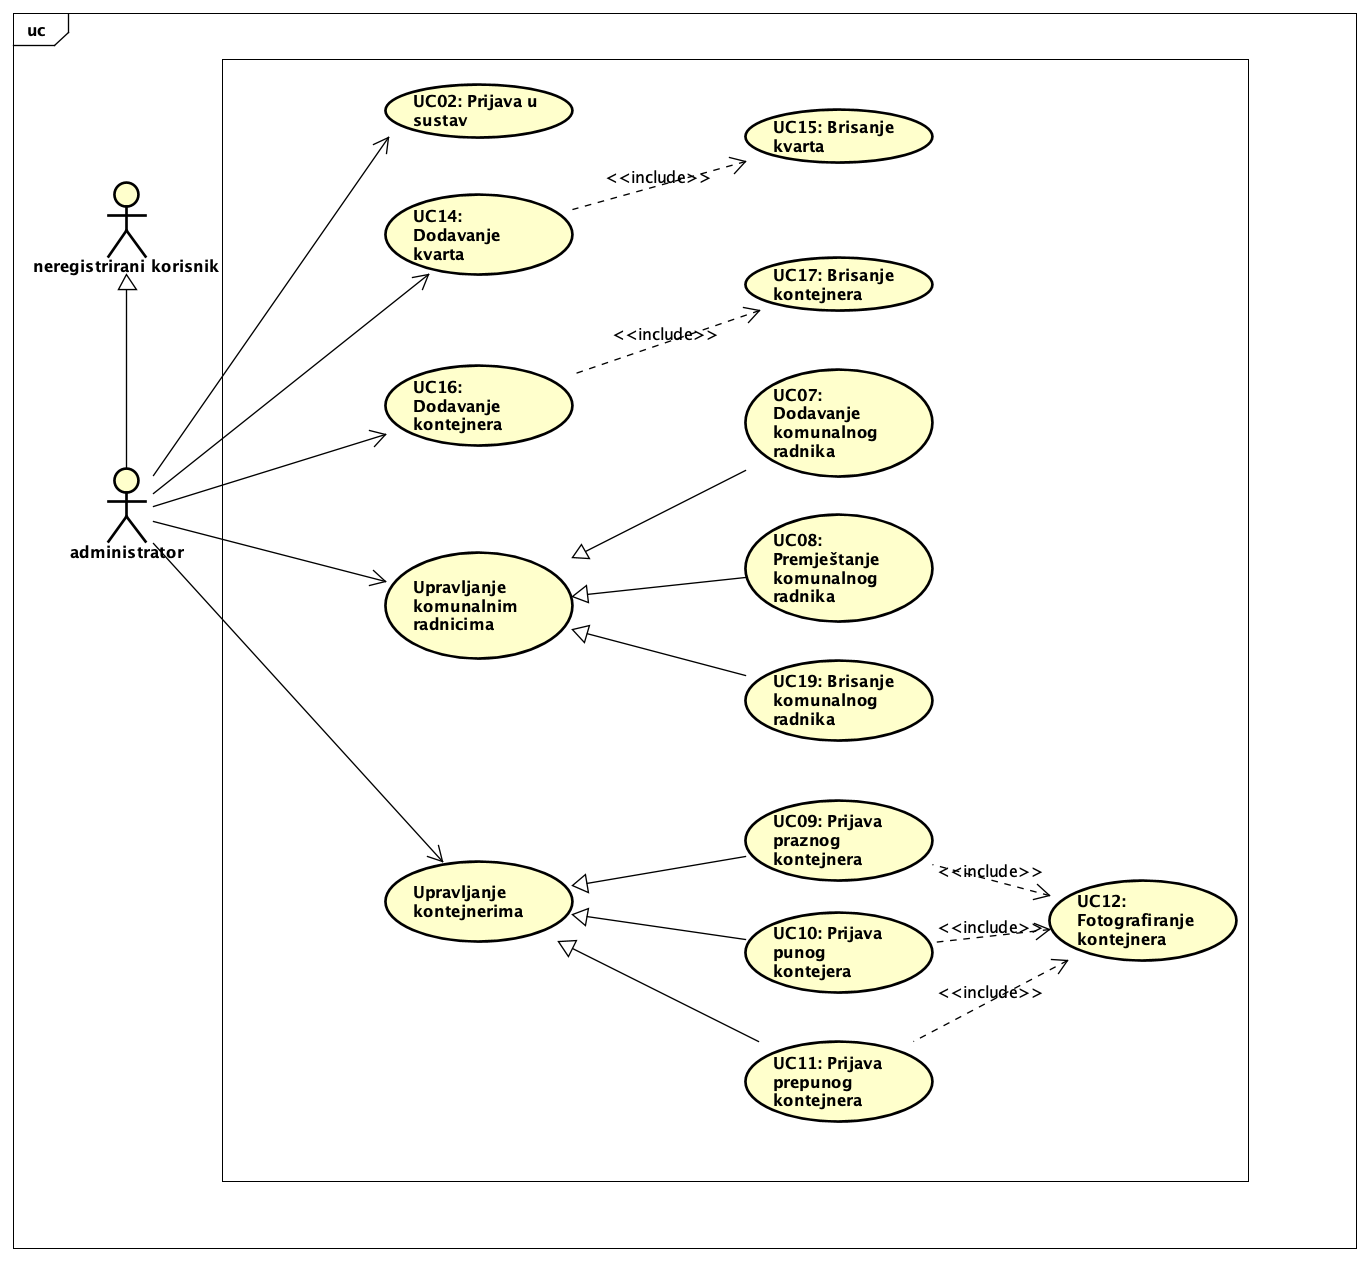 uc
UC02: Prijava u
sustav
UC15: Brisanje
kvarta
<<include>>
neregistrirani korisnik
UC14:
Dodavanje
kvarta
UC17: Brisanje
kontejnera
<<include>>
UC16:
Dodavanje
kontejnera
UC07:
Dodavanje
komunalnog
radnika
administrator
UC08:
Premještanje
komunalnog
radnika
Upravljanje
komunalnim
radnicima
UC19: Brisanje
komunalnog
radnika
UC09: Prijava
praznog
kontejnera
<<include>>
Upravljanje
kontejnerima
UC12:
Fotografiranje
kontejnera
UC10: Prijava
punog
kontejera
<<include>>
<<include>>
UC11: Prijava
prepunog
kontejnera